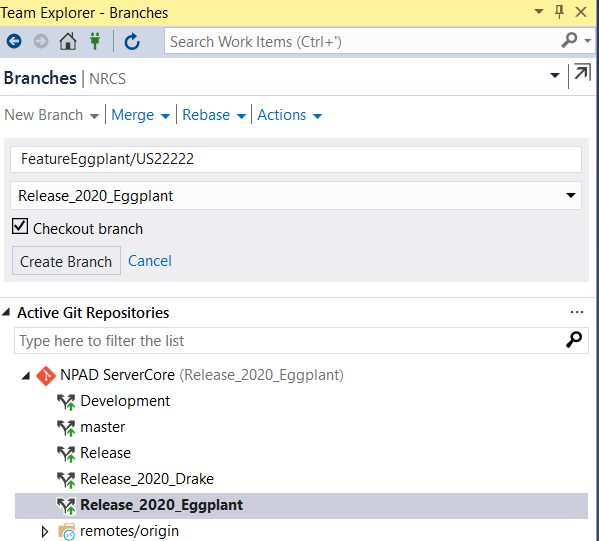 Team Explorer - Branches
Search Work Items (Ctrl+')
Branches | NRCS
New Branch | Merge | Rebase | Actions
FeatureEggplant/US22222
Release_2020_Eggplant
Checkout branch
Create Branch Cancel
Active Git Repositories ...
Type here to filter the list
NPAD ServerCore (Release_2020_Eggplant)
Development
master
Release
Release_2020_Drake
Release_2020_Eggplant
remotes/origin